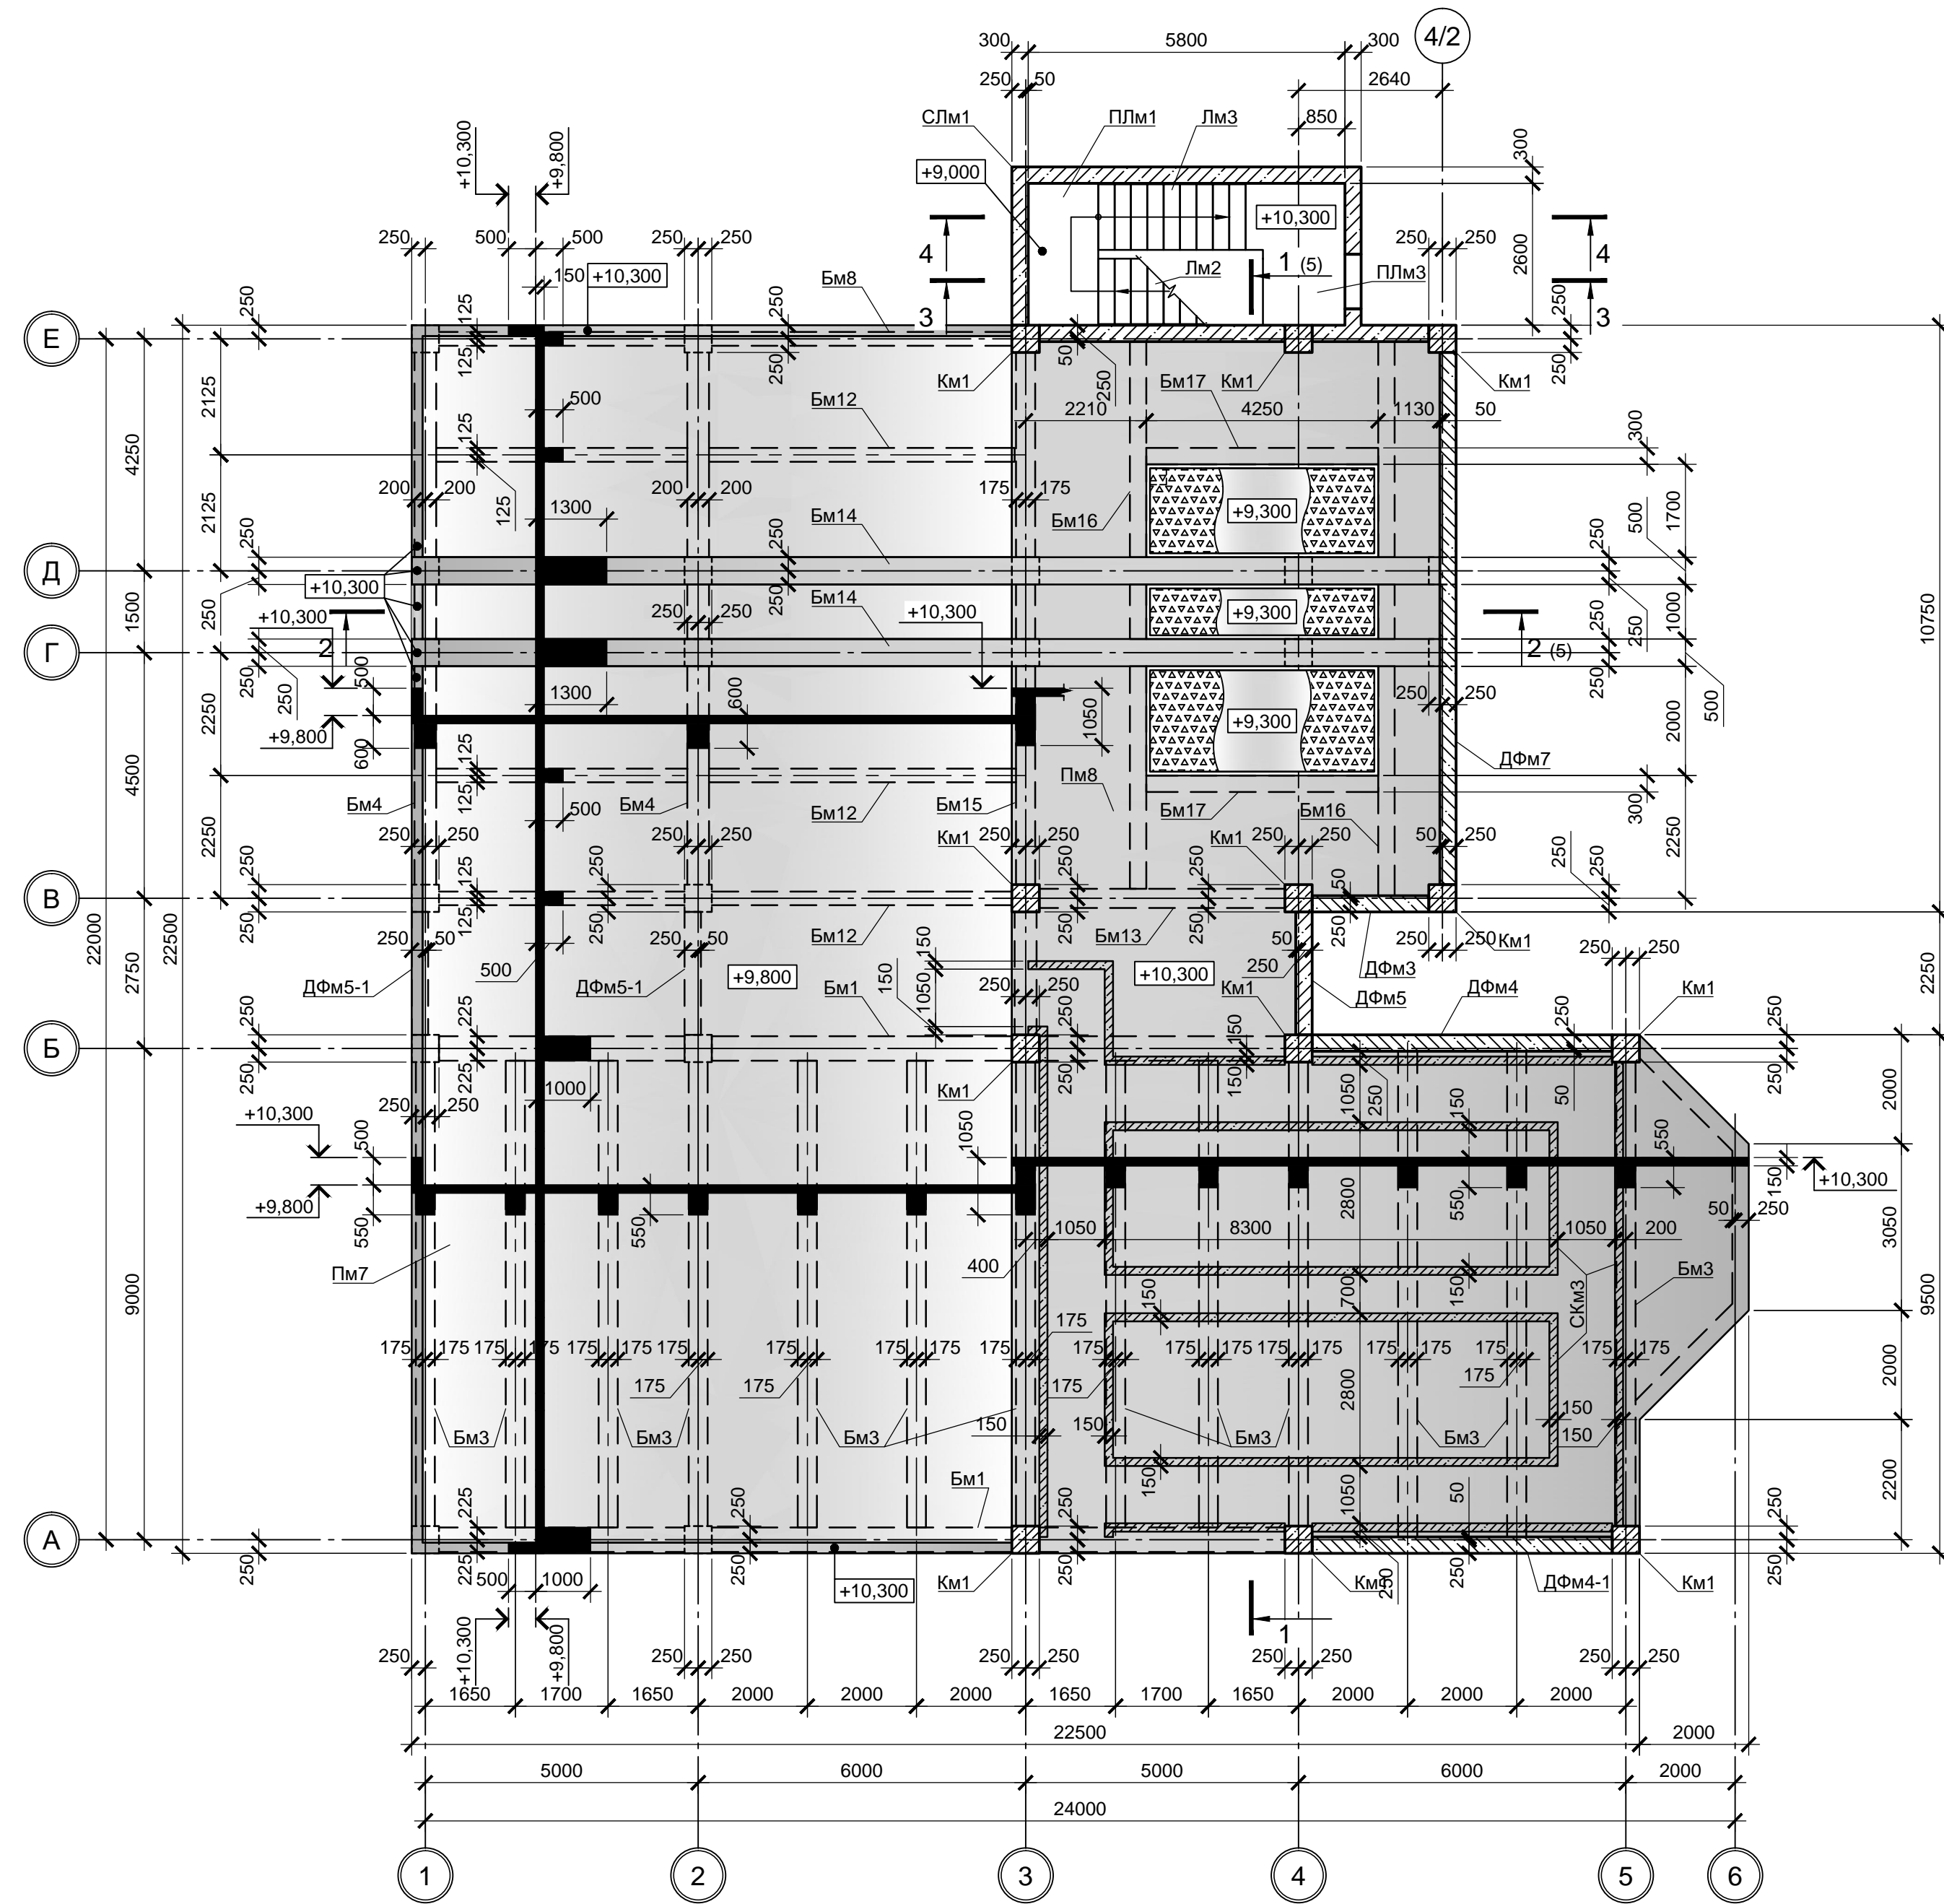 300 5800 300 4/2
250 50 2640
СЛм1 ПЛм1 Лм3 850
+10,300 +9,800 300
+9,000 +10,300 2600
250 500 500 250 250 4 250 250 4
150 +10,300 Бм8 Лм2 1 (5) ПЛм3
250 125 250 3 3 250
Е
125 250 Км1 50 250 Бм17 Км1 Км1 250
2125 500 Бм12 2210 4250 1130 50
125 300
4250
200 200 200 200 175 175
125 1300 Бм14 Бм16 +9,300 500 1700
2125 250 250 250
Д
+10,300
1500 250 250 Бм14 +10,300 +9,300 250 1000 10750
+10,300 250 250 250
2 2 (5)
Г
500 250
250 250 1300 600 1050 250 250 250 500
+9,300 2000
+9,800 600 125 ДФм7
2250 Пм8
4500 Бм4 125 500 Бм4 Бм12 Бм15 Бм17 Бм16 300
2250 250 250 250 250 Км1 250 250 Км1 250 250 50 250 250 250 2250
250 125 250 250 250 50
В
22000 22500 250 125 250 250 250 250 250 250 Км1
250 50 250 50 150 Бм13 50 250 250
500 +9,800 150 +10,300 250 ДФм3
2750 ДФм5-1 ДФм5-1 Бм1 1050 250 250 Км1 ДФм5 ДФм4 Км1 2250
250 225 250 150 250 250
Б
250 225 1000 250 150 1050 250 50 250
250 250 Км1 150 2000
+10,300 500 1050 550
150 +10,300
+9,800 550 550 2800 550 50 250
1050 8300 1050 200 3050
Пм7 400 Бм3
9000 150 700 150 СКм3 9500
175
175 175 175 175 175 175 175 175 175 175 175 175 175 175 175 175 175 175 175 175 175 175 175 175
175 175 175 2800 175 2000
150 150 150 150
Бм3 Бм3 Бм3 Бм3 Бм3
Бм1 150 50 2200
225 250 250 1050 250
А
250 225 250 250 250 250 250
500 1000 +10,300 Км1 Км1 ДФм4-1 Км1
+10,300 +9,800 1
250 250 250 250 250 250 250 250
1650 1700 1650 2000 2000 2000 1650 1700 1650 2000 2000 2000
22500 2000
5000 6000 5000 6000 2000
24000
1 2 3 4 5 6